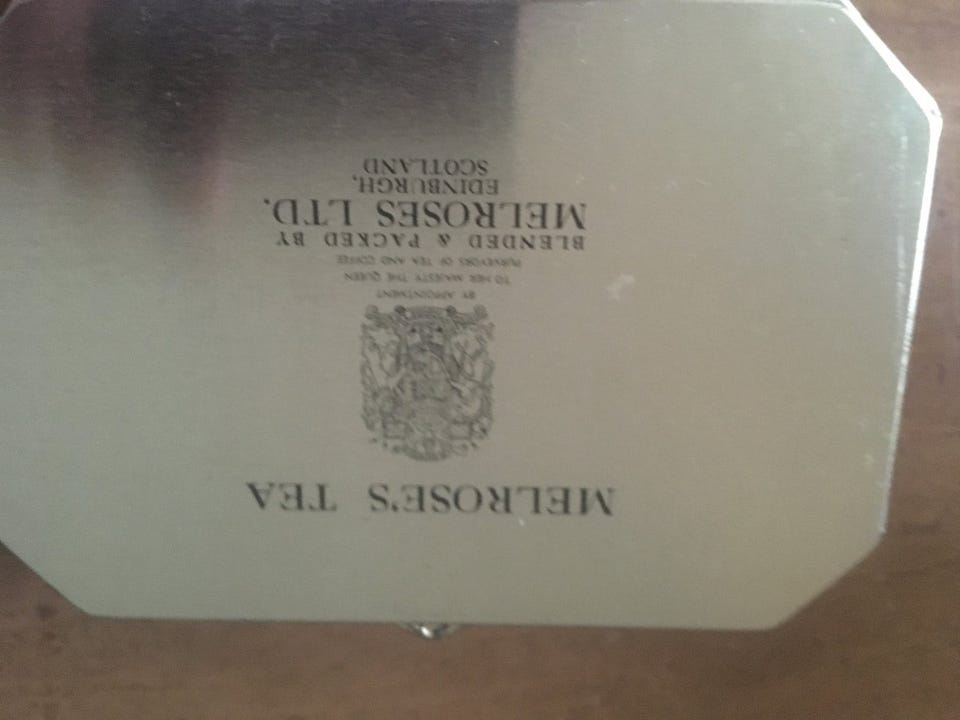 MELROSE'S TEA
BY APPOINTMENT
TO HER MAJESTY THE QUEEN
PURVEYORS OF TEA AND COFFEE
BLENDED & PACKED BY
MELROSES LTD.
EDINBURGH,
SCOTLAND